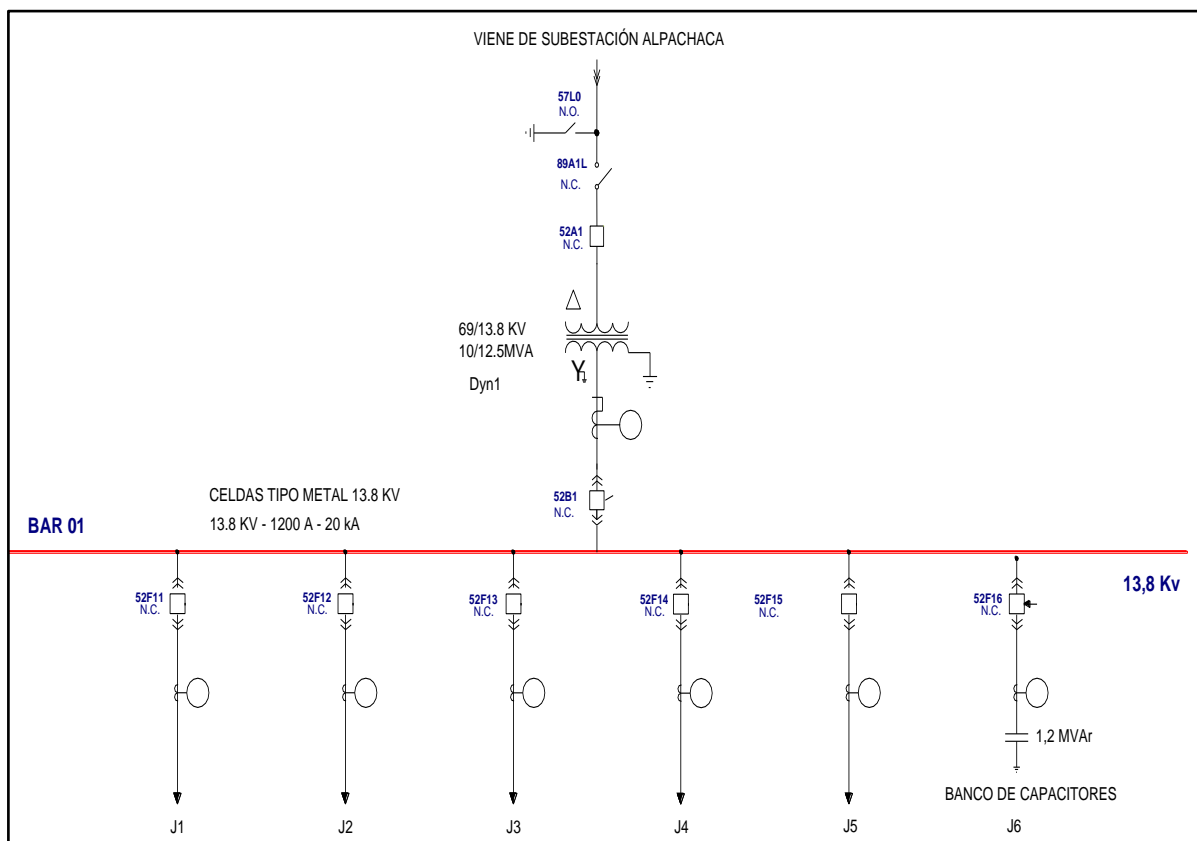 VIENE DE SUBESTACIÓN ALPACHACA
57L0
N.O.
89A1L
N.C.
52A1
N.C.
69/13.8 KV
10/12.5MVA
Dyn1
CELDAS TIPO METAL 13.8 KV
13.8 KV - 1200 A - 20 kA
52B1
N.C.
BAR 01
13,8 Kv
52F11
N.C.
52F12
N.C.
52F13
N.C.
52F14
N.C.
52F15
N.C.
52F16
N.C.
1,2 MVAr
BANCO DE CAPACITORES
J1 J2 J3 J4 J5 J6